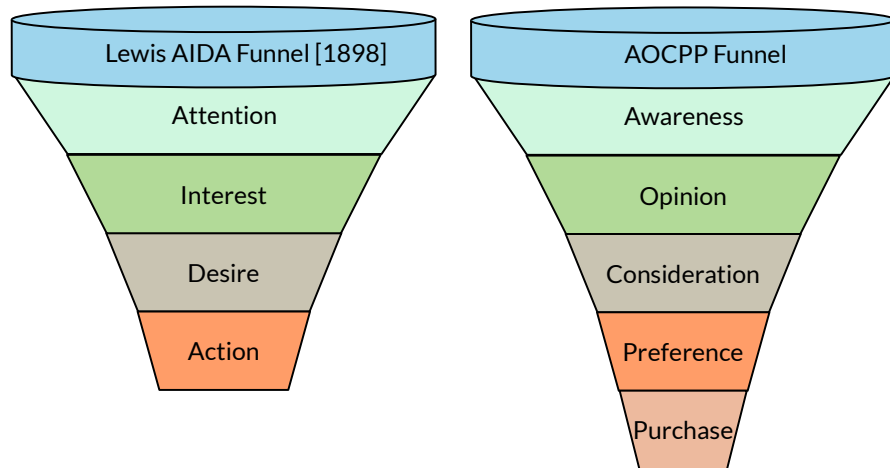 Lewis AIDA Funnel [1898]
Attention
Interest
Desire
Action
AOCPP Funnel
Awareness
Opinion
Consideration
Preference
Purchase